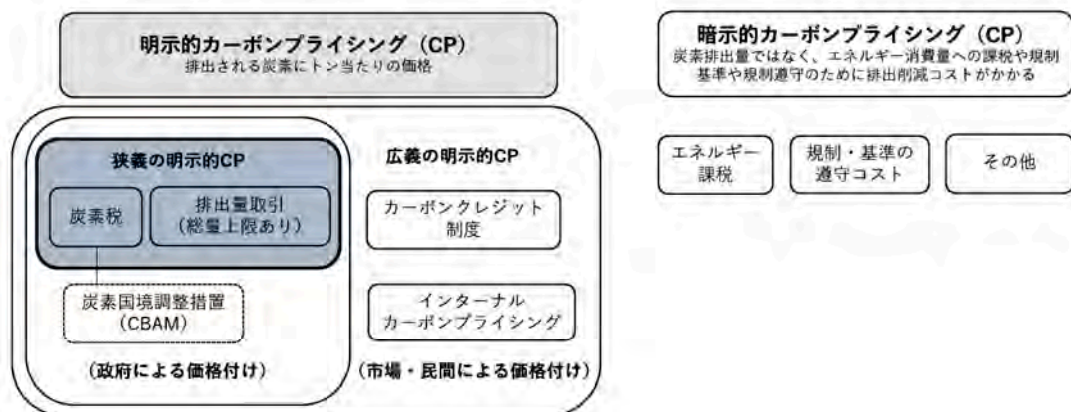 明示的カーボンプライシング（CP）
排出される炭素にトン当たりの価格
狭義の明示的CP
炭素税
排出量取引
（総量上限あり）
炭素国境調整措置
（CBAM）
（政府による価格付け）
広義の明示的CP
カーボンクレジット
制度
インターナル
カーボンプライシング
（市場・民間による価格付け）
暗示的カーボンプライシング（CP）
炭素排出量ではなく、エネルギー消費量への課税や規制
基準や規制遵守のために排出削減コストがかかる
エネルギー
課税
規制・基準の
遵守コスト
その他